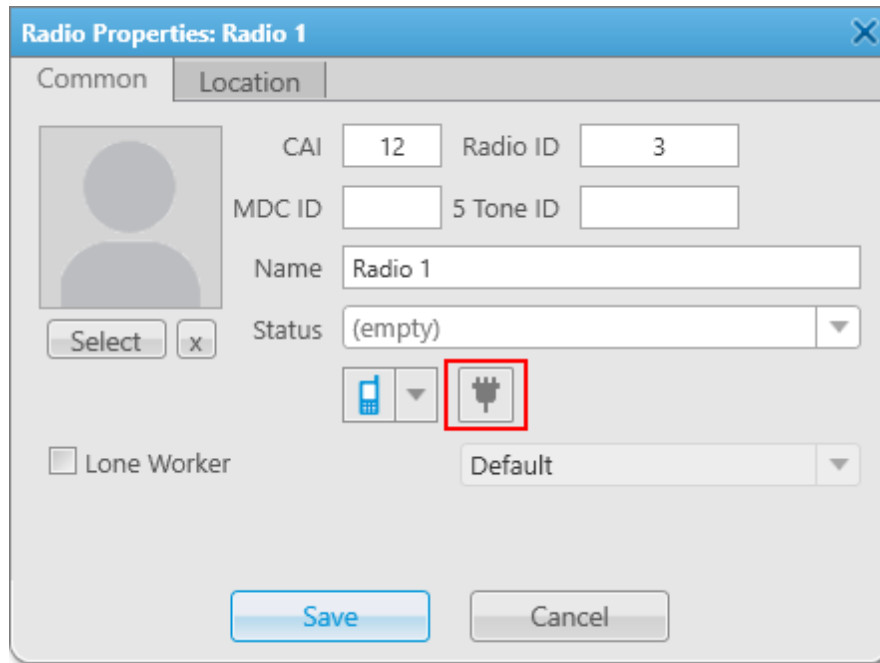 Radio Properties: Radio 1
Common Location
CAI 12 Radio ID 3
MDC ID 5 Tone ID
Name Radio 1
Select x Status (empty)
Lone Worker Default
Save Cancel